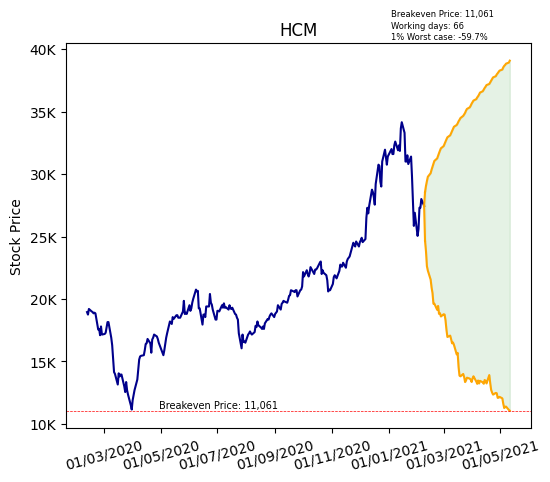 Breakeven Price: 11,061
Working days: 66
1% Worst case: -59.7%
HCM
Stock Price
40K
35K
30K
25K
20K
15K
10K
Breakeven Price: 11,061
01/03/2020 01/05/2020 01/07/2020 01/09/2020 01/11/2020 01/01/2021 01/03/2021 01/05/2021